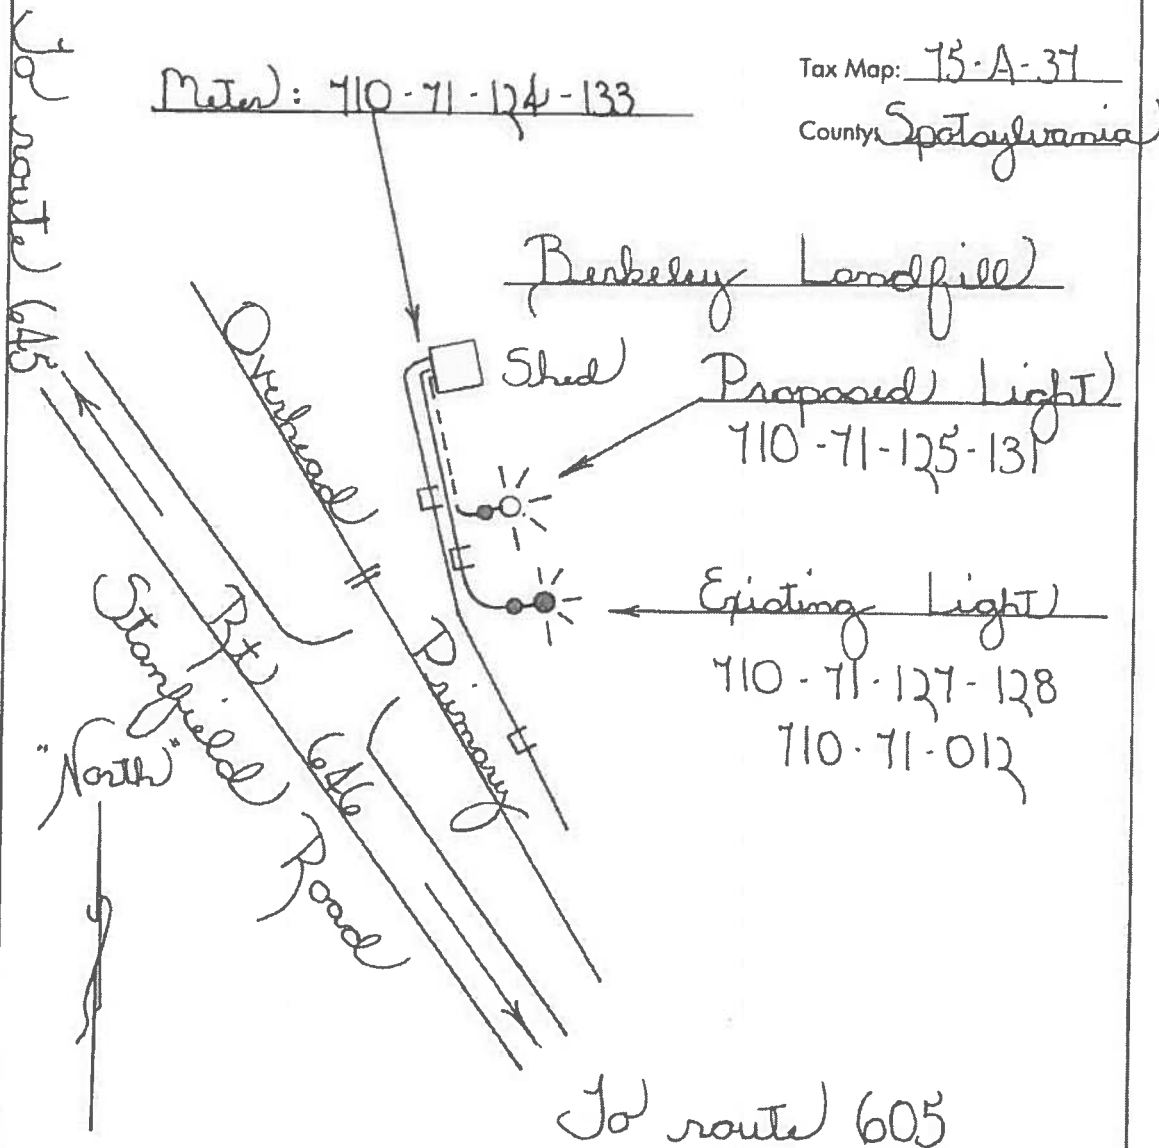 Tax Map: 75-A-37
Meter: 710-71-124-133
County: Spotsylvania
To route 645
Berkeley Landfill
Shed
Proposed Light
710-71-125-131
Overhead Primary
Existing Light
710-71-127-128
710-71-012
Rt 646
Stanfield Road
"North"
To route 605